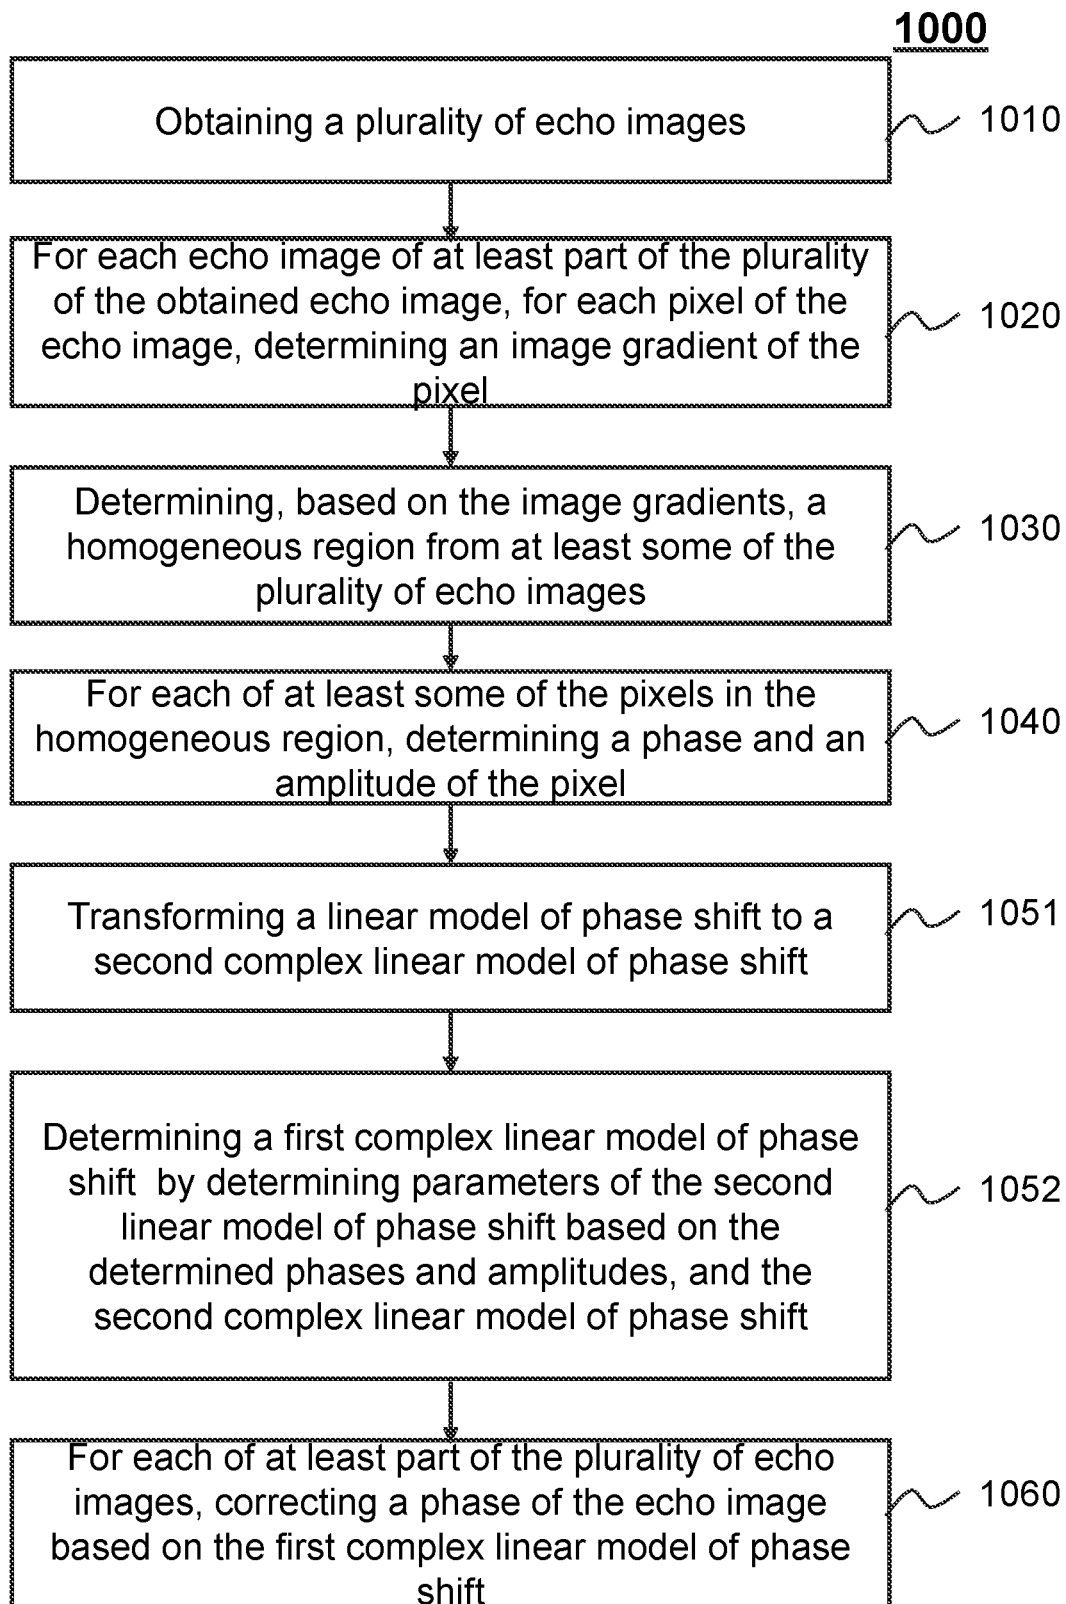 1000
Obtaining a plurality of echo images
1010
For each echo image of at least part of the plurality
of the obtained echo image, for each pixel of the
echo image, determining an image gradient of the
pixel
1020
Determining, based on the image gradients, a
homogeneous region from at least some of the
plurality of echo images
1030
For each of at least some of the pixels in the
homogeneous region, determining a phase and an
amplitude of the pixel
1040
Transforming a linear model of phase shift to a
second complex linear model of phase shift
1051
Determining a first complex linear model of phase
shift by determining parameters of the second
linear model of phase shift based on the
determined phases and amplitudes, and the
second complex linear model of phase shift
1052
For each of at least part of the plurality of echo
images, correcting a phase of the echo image
based on the first complex linear model of phase
shift
1060